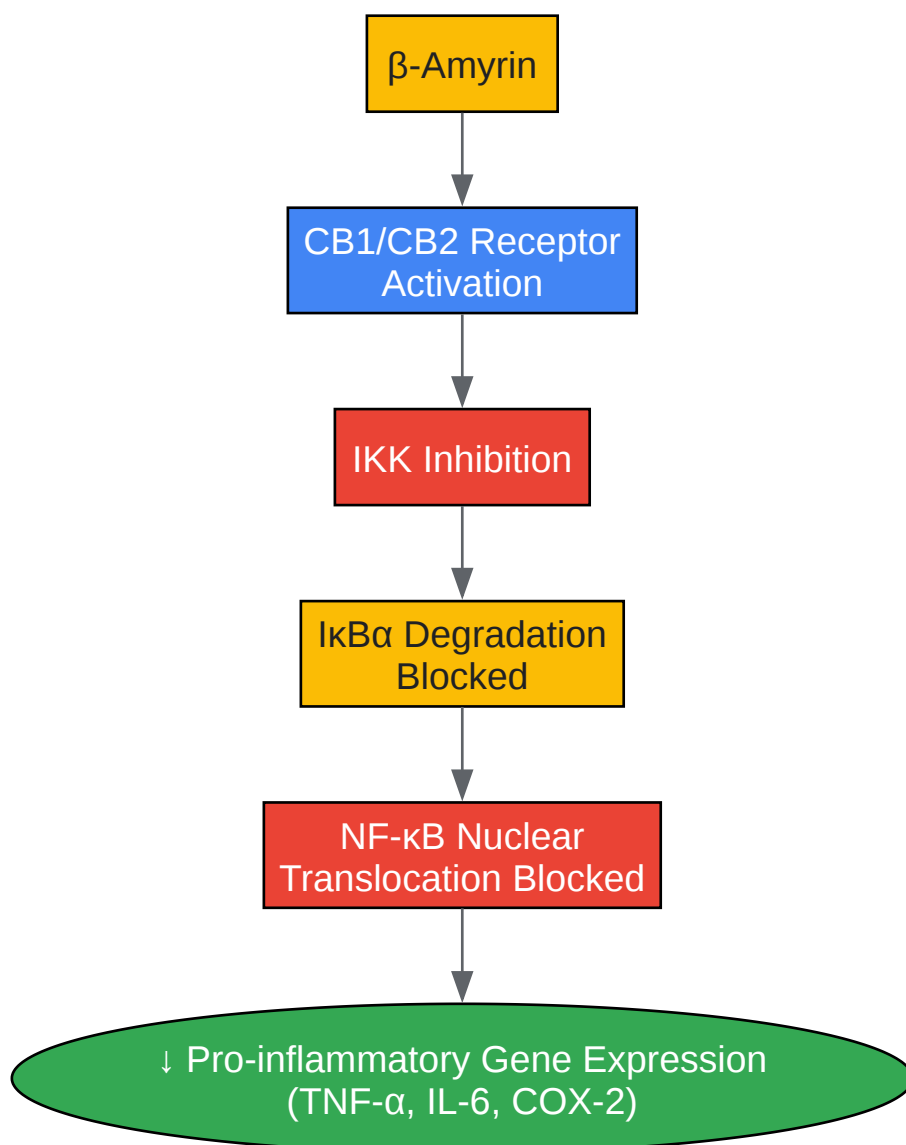 β-Amyrin
CB1/CB2 Receptor
Activation
IKK Inhibition
IκBα Degradation
Blocked
NF-κB Nuclear
Translocation Blocked
↓ Pro-inflammatory Gene Expression
(TNF-α, IL-6, COX-2)